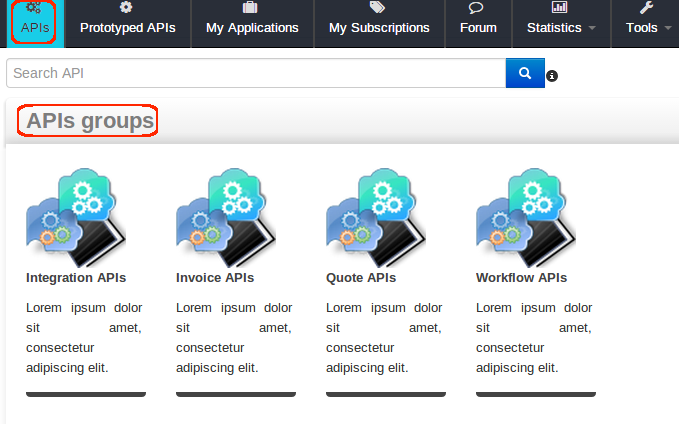 APIs Prototyped APIs My Applications My Subscriptions Forum Statistics Tools
Search API
APIs groups
Integration APIs
Lorem ipsum dolor
sit amet,
consectetur
adipiscing elit.
Invoice APIs
Lorem ipsum dolor
sit amet,
consectetur
adipiscing elit.
Quote APIs
Lorem ipsum dolor
sit amet,
consectetur
adipiscing elit.
Workflow APIs
Lorem ipsum dolor
sit amet,
consectetur
adipiscing elit.